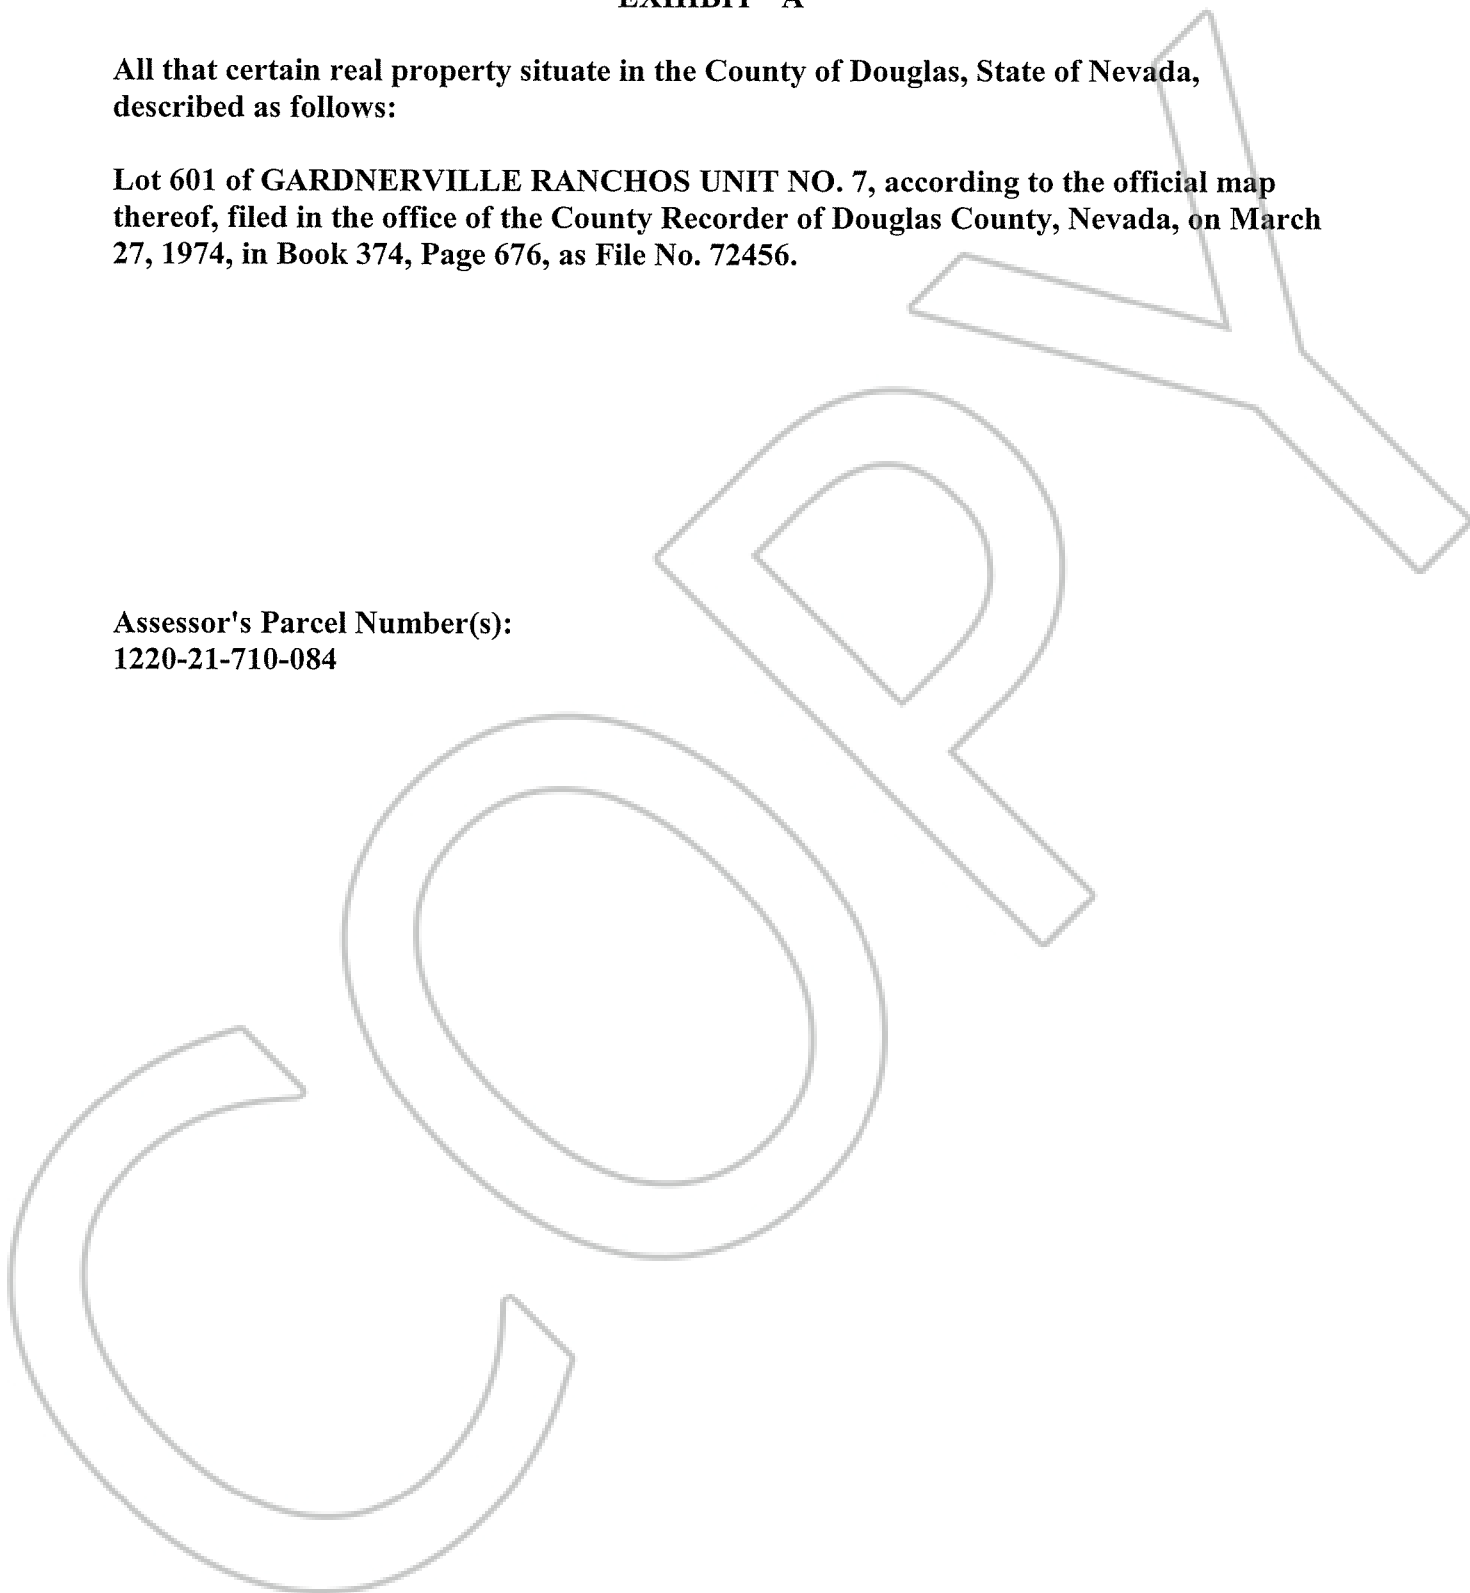 EXHIBIT A
All that certain real property situate in the County of Douglas, State of Nevada,
described as follows:
Lot 601 of GARDNERVILLE RANCHOS UNIT NO. 7, according to the official map
thereof, filed in the office of the County Recorder of Douglas County, Nevada, on March
27, 1974, in Book 374, Page 676, as File No. 72456.
Assessor's Parcel Number(s):
1220-21-710-084
COPY